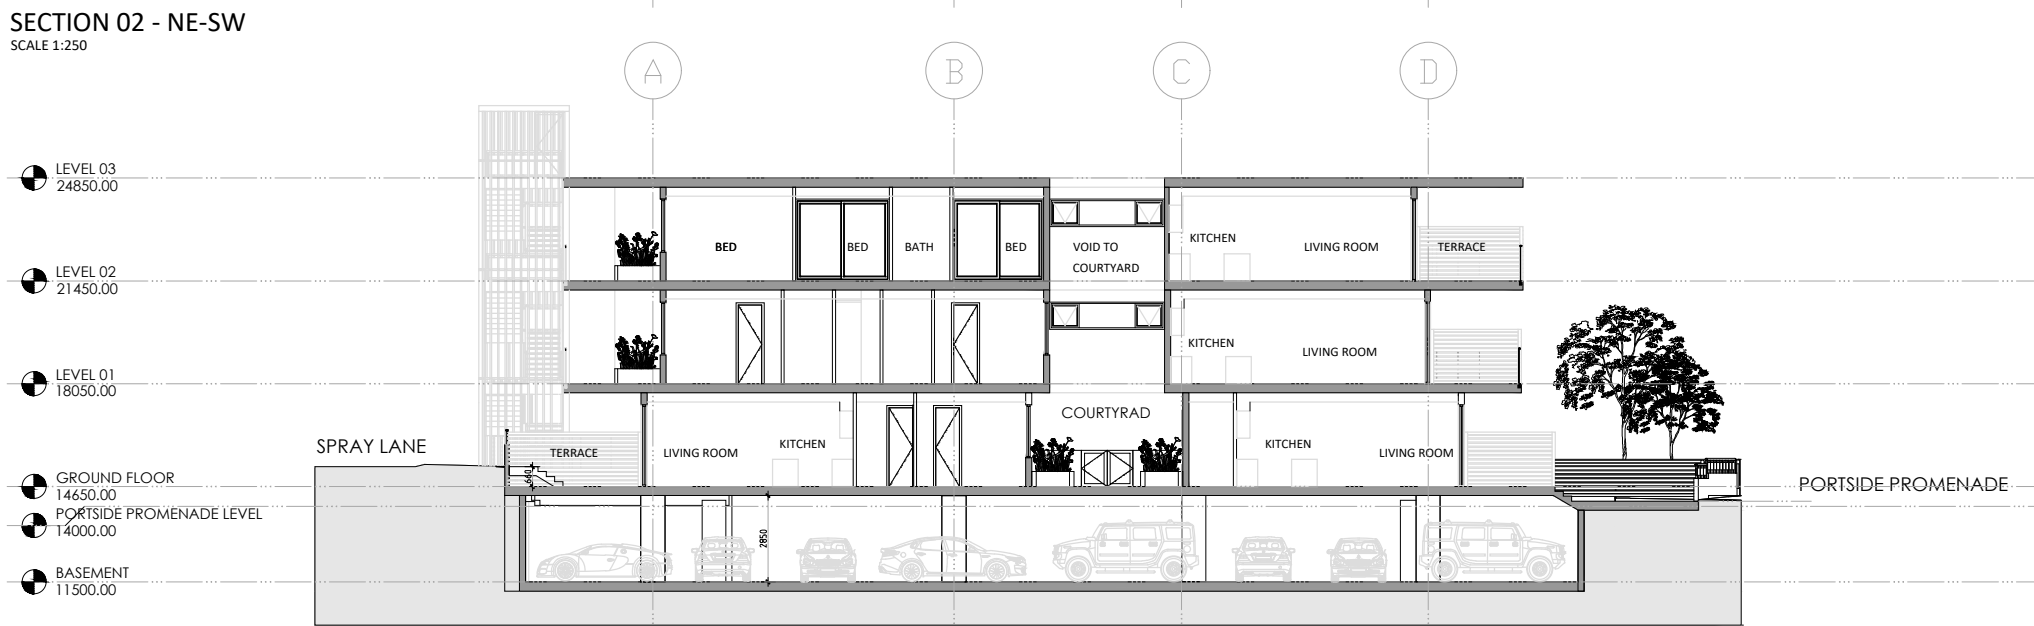 SECTION 02 - NE-SW
SCALE 1:250
A
B
C
D
LEVEL 03
24850.00
BED
BED
BATH
BED
VOID TO
COURTYARD
KITCHEN
LIVING ROOM
TERRACE
LEVEL 02
21450.00
KITCHEN
LIVING ROOM
LEVEL 01
18050.00
COURTYRAD
SPRAY LANE
TERRACE
LIVING ROOM
KITCHEN
KITCHEN
LIVING ROOM
660
GROUND FLOOR
14650.00
PORTSIDE PROMENADE
PORTSIDE PROMENADE LEVEL
14000.00
2850
BASEMENT
11500.00